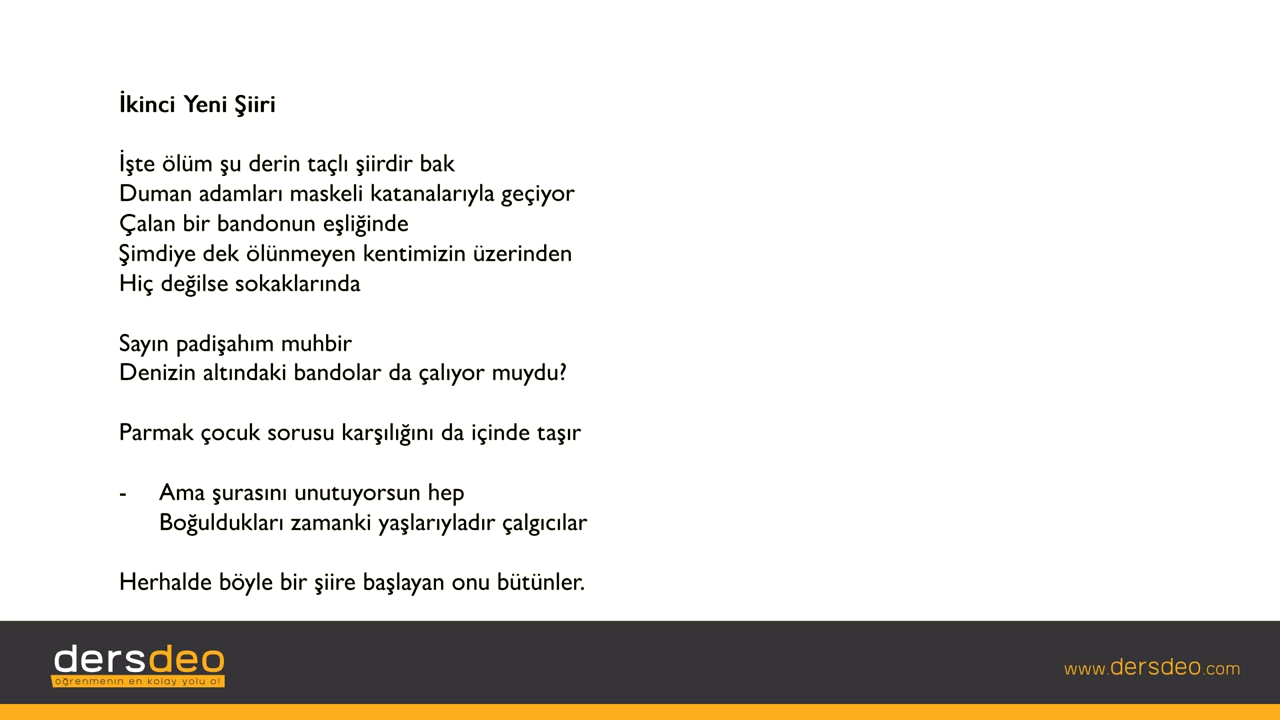 İkinci Yeni Şiiri
İşte ölüm şu derin taçlı şiirdir bak
Duman adamları maskeli katanalarıyla geçiyor
Çalan bir bandonun eşliğinde
Şimdiye dek ölünmeyen kentimizin üzerinden
Hiç değilse sokaklarında
Sayın padişahım muhbir
Denizin altındaki bandolar da çalıyor muydu?
Parmak çocuk sorusu karşılığını da içinde taşır
- Ama şurasını unutuyorsun hep
Boğuldukları zamanki yaşlarıyladır çalgıcılar
Herhalde böyle bir şiire başlayan onu bütünler.
dersdeo
öğrenmenin en kolay yolu o!
www.dersdeo.com